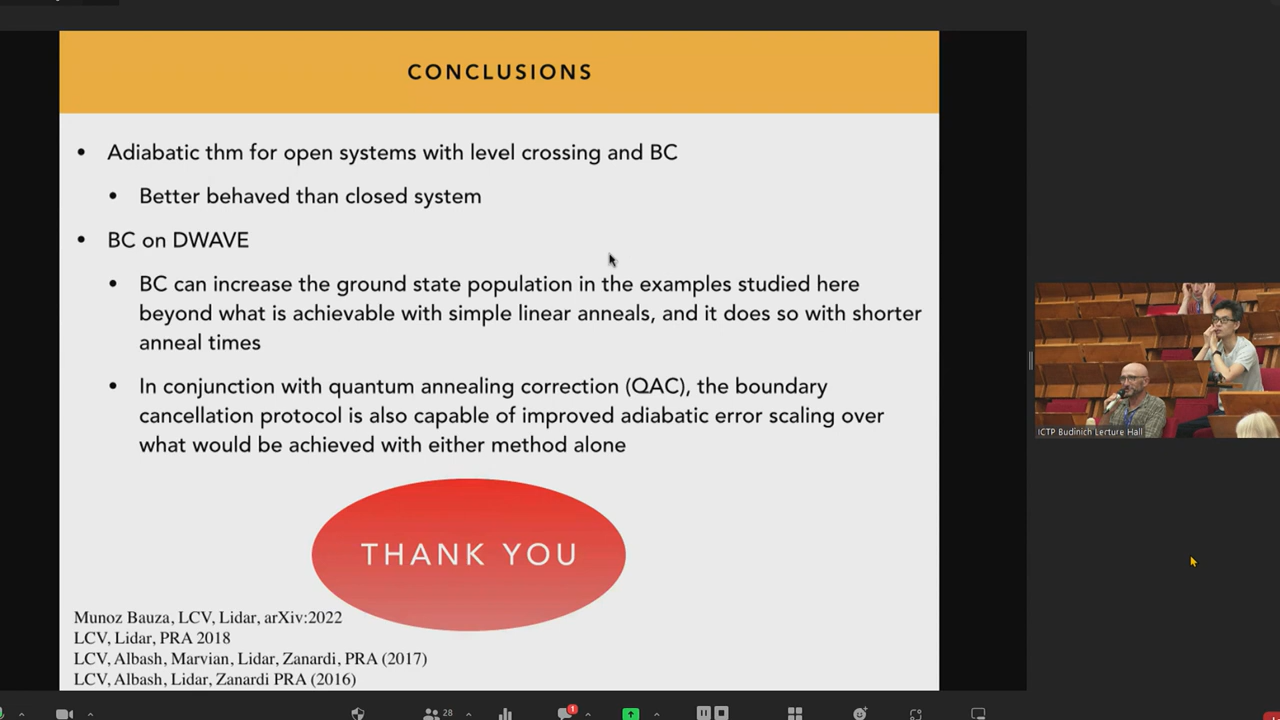 CONCLUSIONS
• Adiabatic thm for open systems with level crossing and BC
• Better behaved than closed system
• BC on DWAVE
• BC can increase the ground state population in the examples studied here
beyond what is achievable with simple linear anneals, and it does so with shorter
anneal times
• In conjunction with quantum annealing correction (QAC), the boundary
cancellation protocol is also capable of improved adiabatic error scaling over
what would be achieved with either method alone
THANK YOU
Munoz Bauza, LCV, Lidar, arXiv:2022
LCV, Lidar, PRA 2018
LCV, Albash, Marvian, Lidar, Zanardi, PRA (2017)
LCV, Albash, Lidar, Zanardi PRA (2016)
ICTP Budinich Lecture Hall
28
1